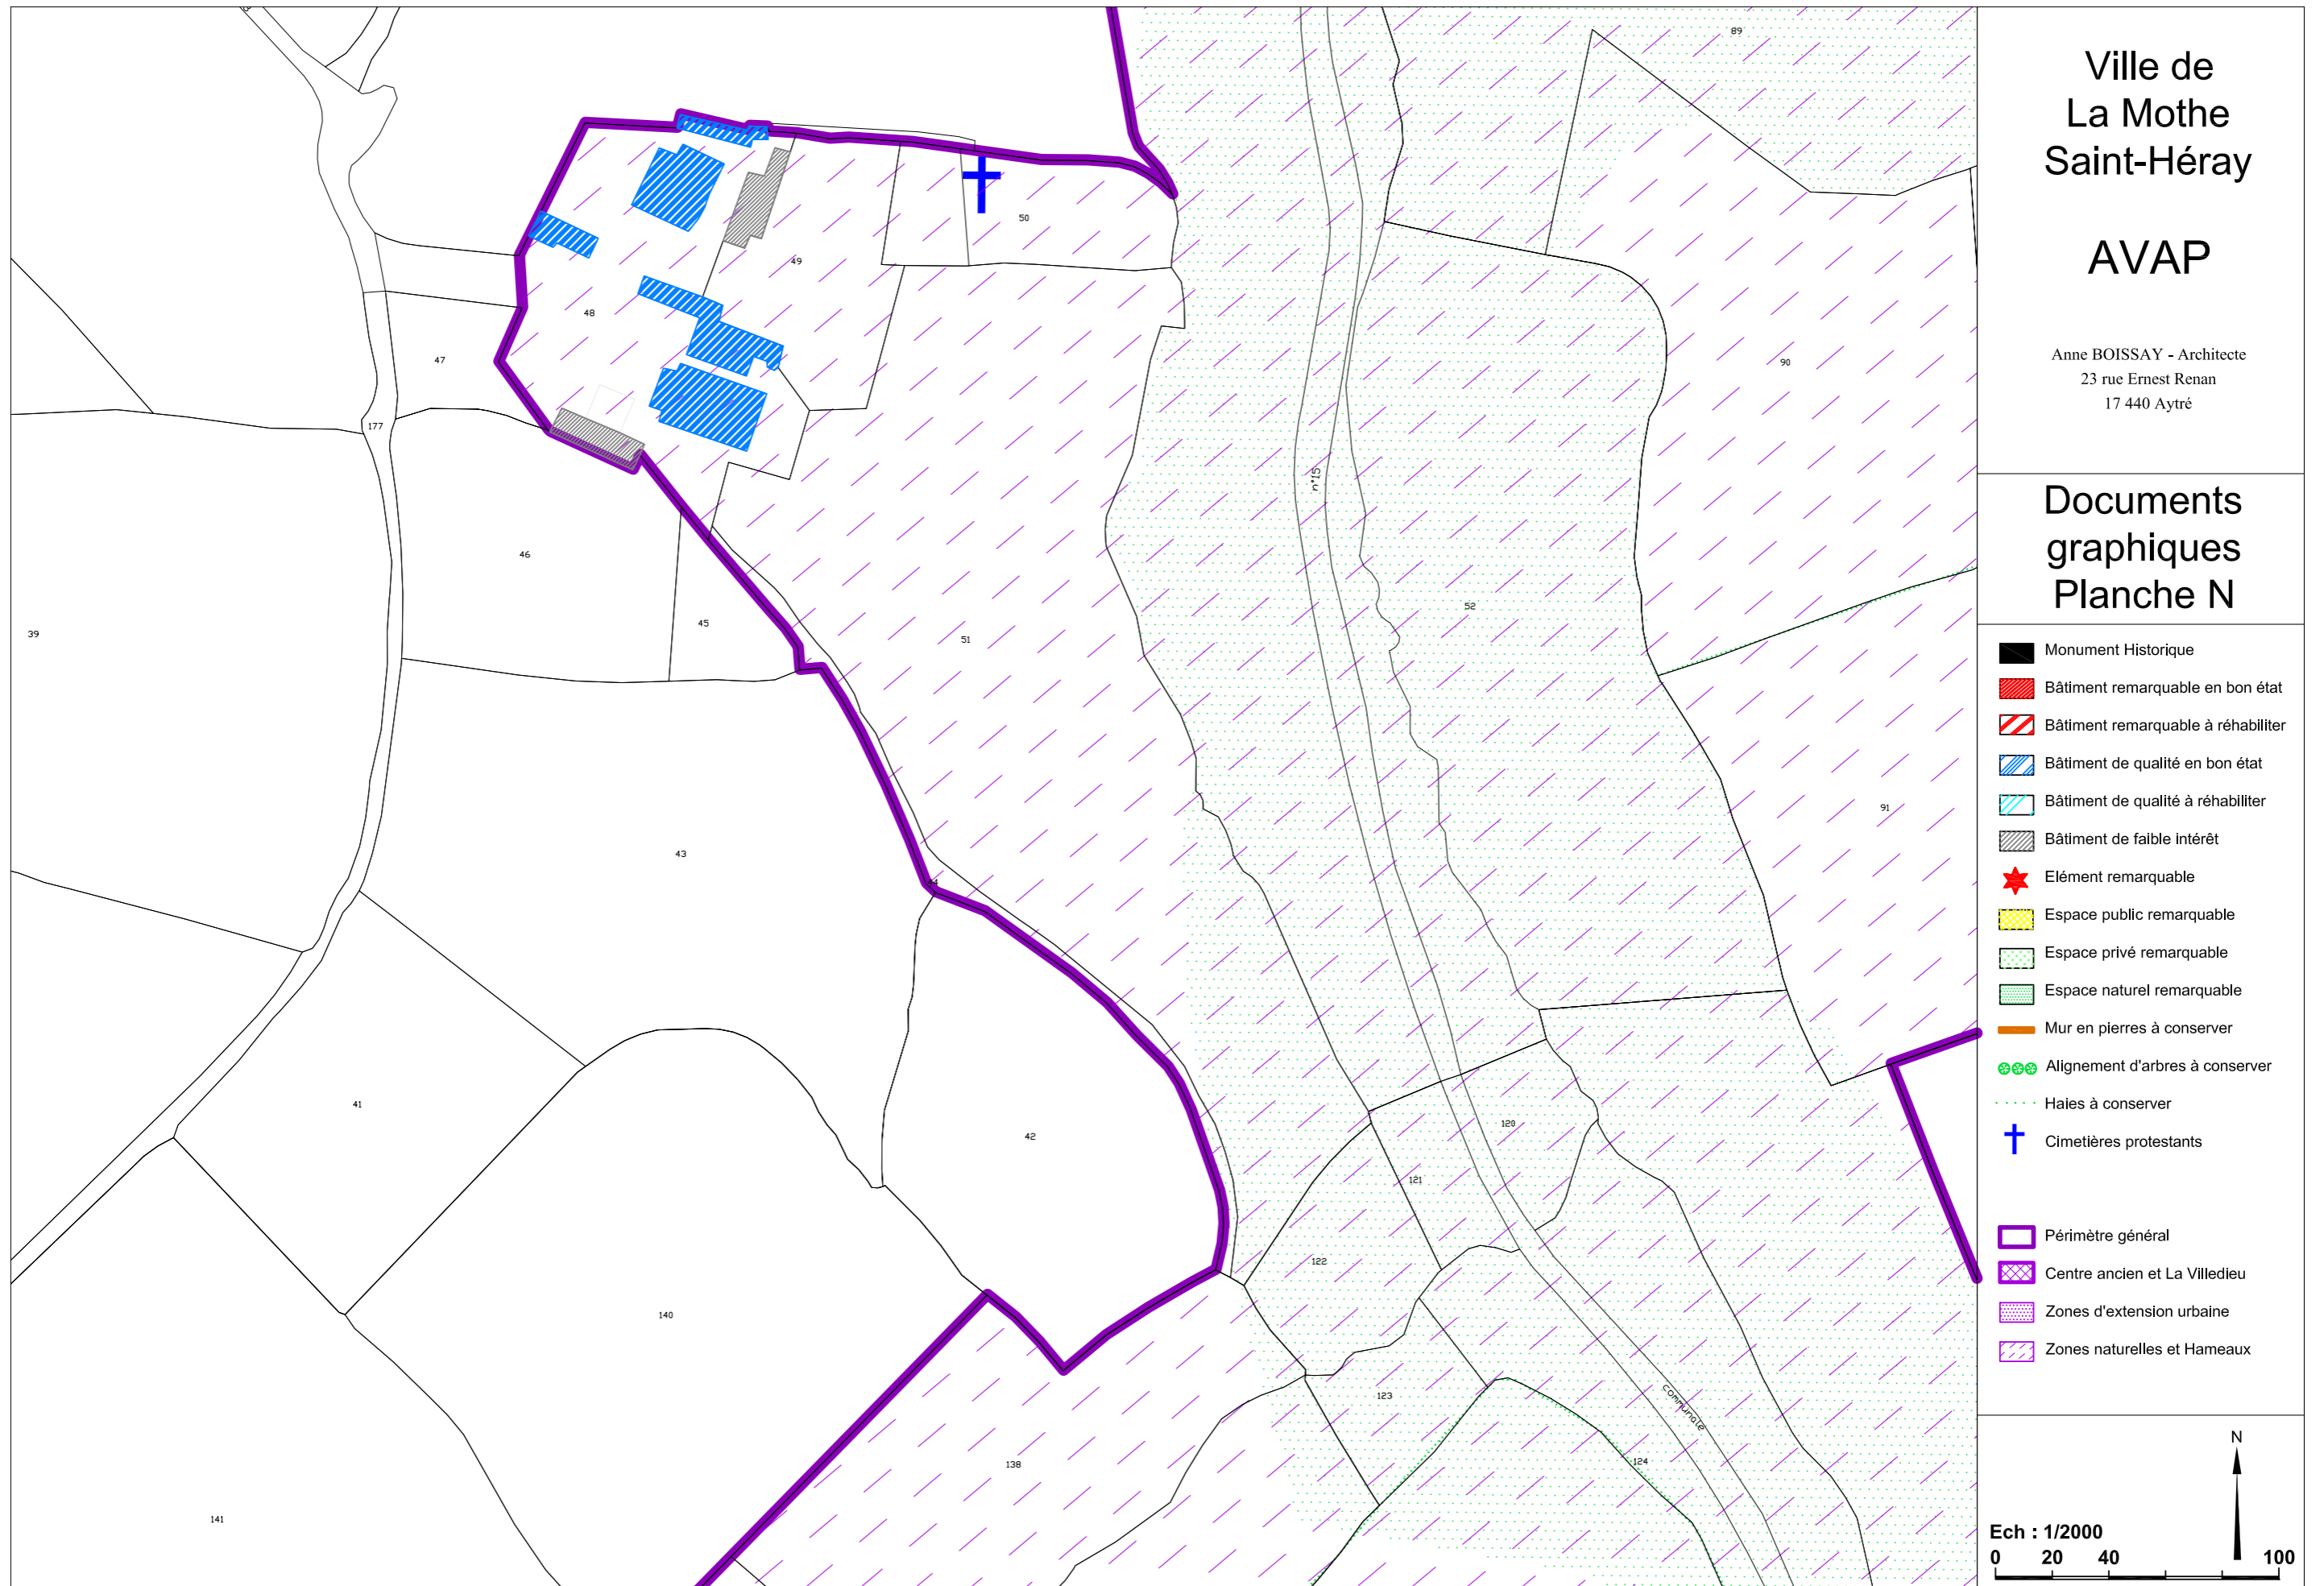 Ville de
La Mothe
Saint-Héray
AVAP
Anne BOISSAY - Architecte
23 rue Ernest Renan
17 440 Aytré
Documents
graphiques
Planche N
Monument Historique
Bâtiment remarquable en bon état
Bâtiment remarquable à réhabiliter
Bâtiment de qualité en bon état
Bâtiment de qualité à réhabiliter
Bâtiment de faible intérêt
Elément remarquable
Espace public remarquable
Espace privé remarquable
Espace naturel remarquable
Mur en pierres à conserver
Alignement d'arbres à conserver
Haies à conserver
Cimetières protestants
Périmètre général
Centre ancien et La Villedieu
Zones d'extension urbaine
Zones naturelles et Hameaux
N
Ech : 1/2000
0 20 40 100
89
50
49
48
47
90
177
n°15
46
52
45
39
51
91
43
44
41
42
120
121
122
140
123
communale
138
124
141